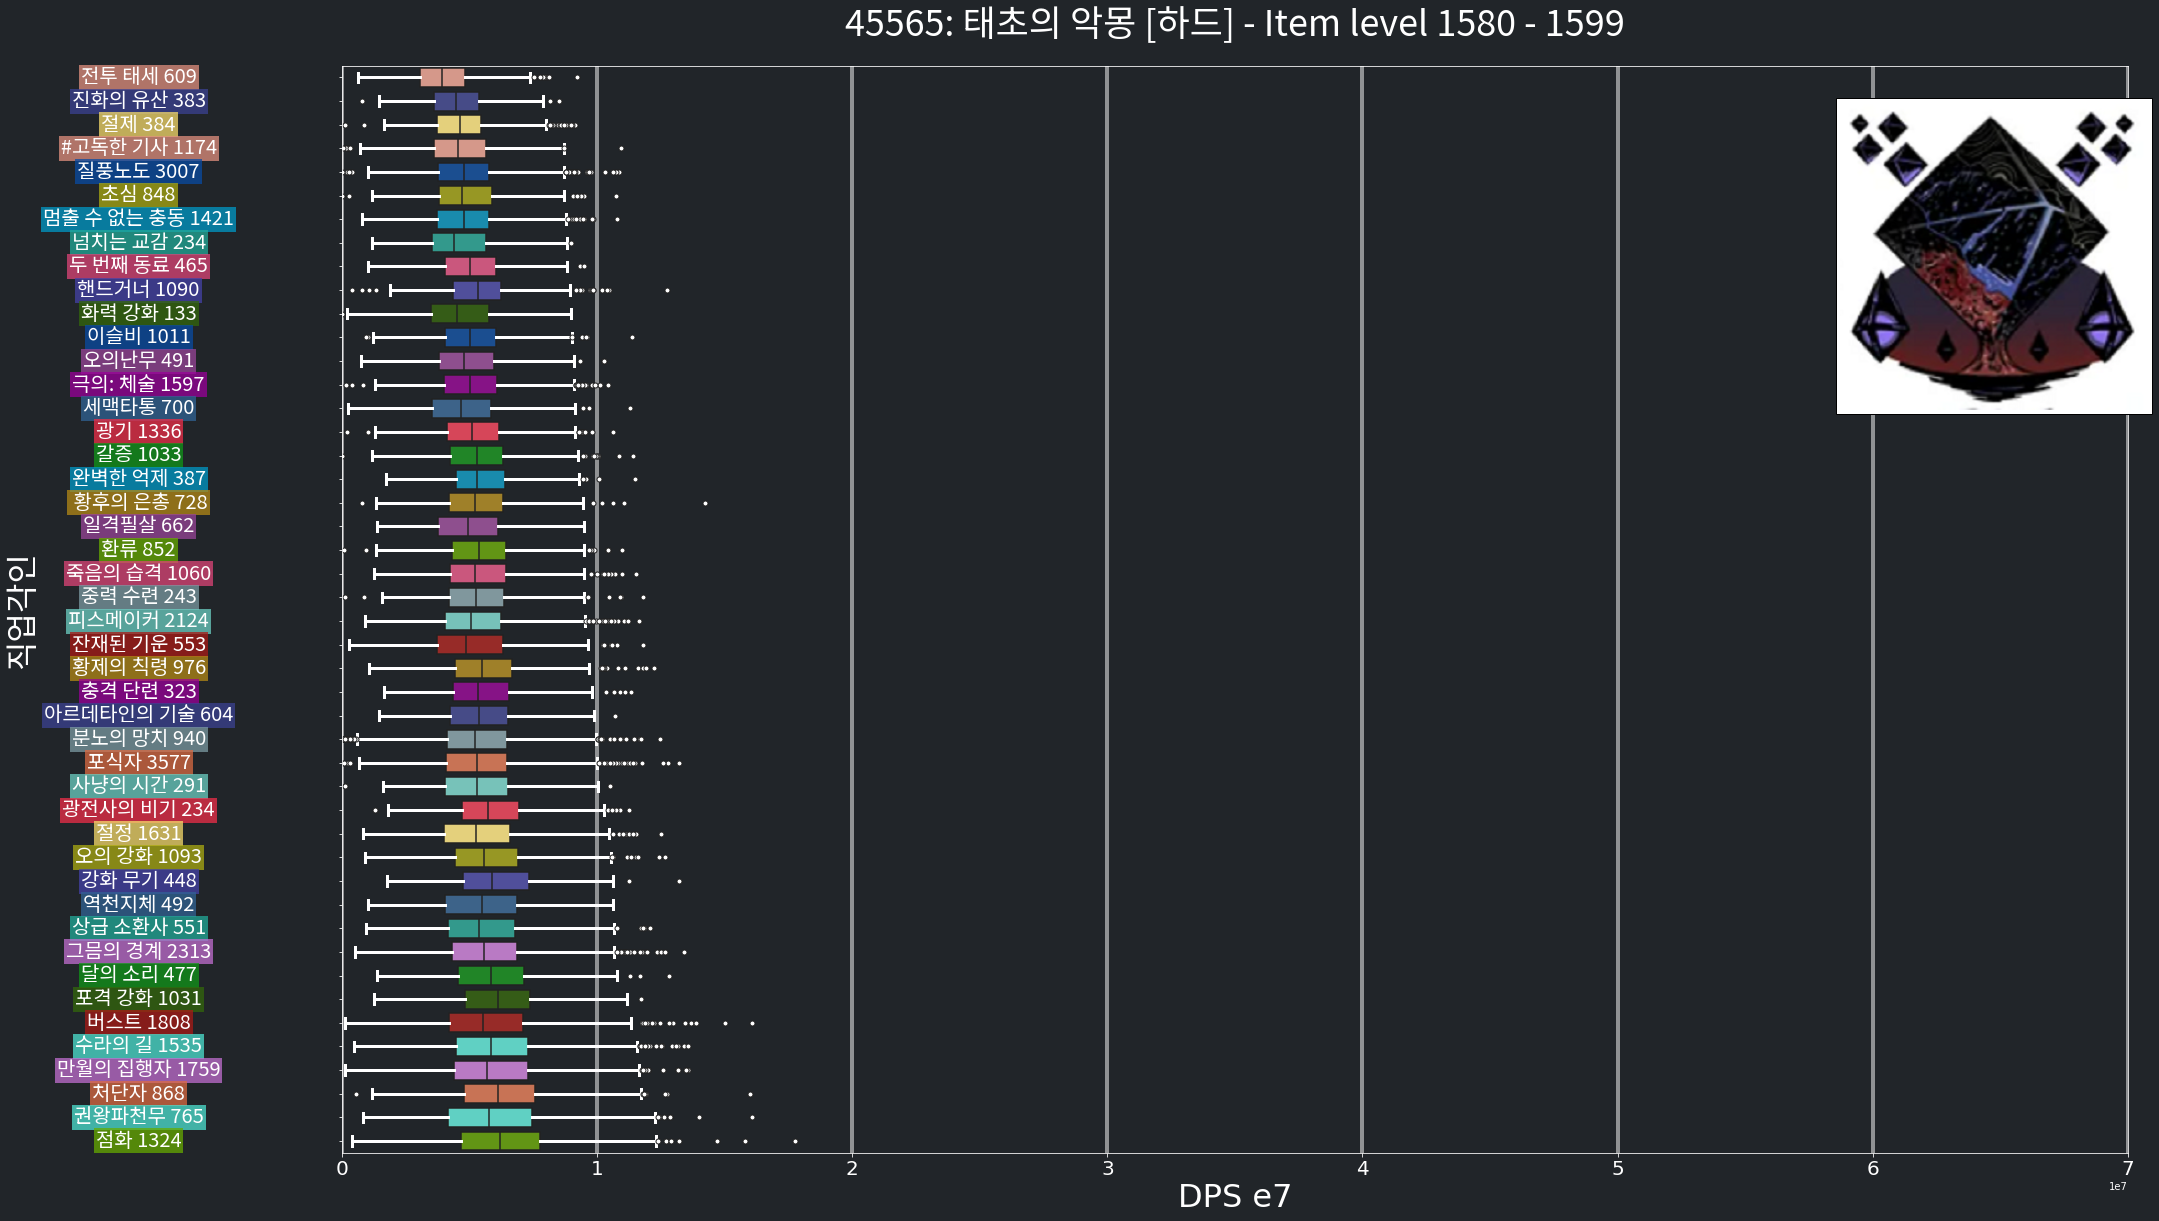 45565: 태초의 악몽 [하드] - Item level 1580 - 1599
전투 태세 609
진화의 유산 383
절제 384
#고독한 기사 1174
질풍노도 3007
초심 848
멈출 수 없는 충동 1421
넘치는 교감 234
두 번째 동료 465
핸드거너 1090
화력 강화 133
이슬비 1011
오의난무 491
극의: 체술 1597
세맥타통 700
광기 1336
갈증 1033
완벽한 억제 387
황후의 은총 728
일격필살 662
환류 852
죽음의 습격 1060
중력 수련 243
피스메이커 2124
잔재된 기운 553
황제의 칙령 976
충격 단련 323
아르데타인의 기술 604
분노의 망치 940
포식자 3577
사냥의 시간 291
광전사의 비기 234
절정 1631
오의 강화 1093
강화 무기 448
역천지체 492
상급 소환사 551
그믐의 경계 2313
달의 소리 477
포격 강화 1031
버스트 1808
수라의 길 1535
만월의 집행자 1759
처단자 868
권왕파천무 765
점화 1324
직업각인
0 1 2 3 4 5 6 7
1e7
DPS e7